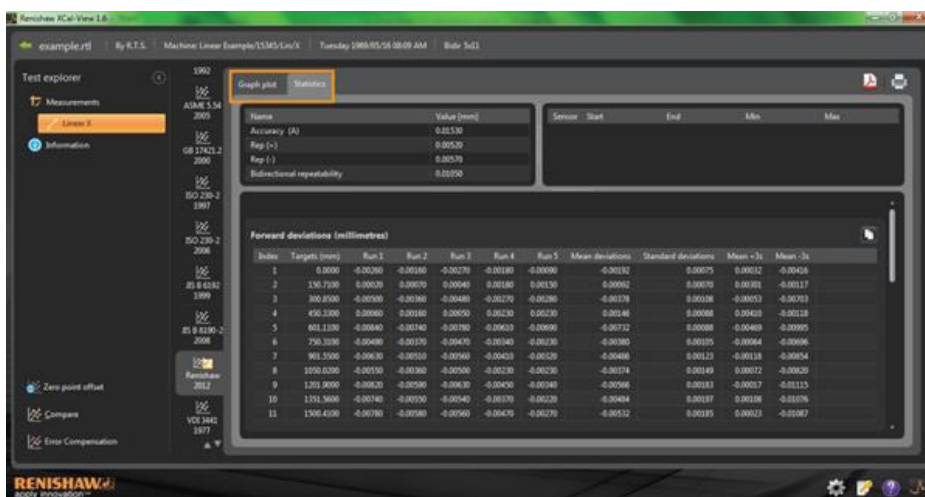 Renishaw XCal-View 1.6
example.rtl By R.T.S. Machine: Linear Example/15345/Lin/X Tuesday 1989/05/16 08:09 AM Bidir 5x11
Test explorer
Measurements
Linear X
Information
Zero point offset
Compare
Error Compensation
1992
ASME 5.54
2005
GB 17421.2
2000
ISO 230-2
1997
ISO 230-2
2006
JIS B 6192
1999
JIS B 6190-2
2008
Renishaw
2012
VDI 3441
1977
Graph plot Statistics
Name Value [mm]
Accuracy (A) 0.01530
Rep (+) 0.00520
Rep (-) 0.00570
Bidirectional repeatability 0.01050
Sensor Start End Min Max
Forward deviations (millimetres)
Index Targets (mm) Run 1 Run 2 Run 3 Run 4 Run 5 Mean deviations Standard deviations Mean +3s Mean -3s
1 0.0000 -0.00260 -0.00160 -0.00270 -0.00180 -0.00090 -0.00192 0.00075 0.00032 -0.00416
2 150.7100 0.00020 0.00070 0.00040 0.00180 0.00150 0.00092 0.00070 0.00301 -0.00117
3 300.8500 -0.00500 -0.00360 -0.00480 -0.00270 -0.00280 -0.00378 0.00108 -0.00053 -0.00703
4 450.3300 0.00060 0.00160 0.00050 0.00230 0.00230 0.00146 0.00088 0.00410 -0.00118
5 601.1100 -0.00840 -0.00740 -0.00780 -0.00610 -0.00690 -0.00732 0.00088 -0.00469 -0.00995
6 750.3100 -0.00490 -0.00370 -0.00470 -0.00340 -0.00230 -0.00380 0.00105 -0.00064 -0.00696
7 901.5500 -0.00630 -0.00510 -0.00560 -0.00410 -0.00320 -0.00486 0.00123 -0.00118 -0.00854
8 1050.0200 -0.00550 -0.00360 -0.00500 -0.00230 -0.00230 -0.00374 0.00149 0.00072 -0.00820
9 1201.9000 -0.00820 -0.00590 -0.00630 -0.00450 -0.00340 -0.00566 0.00183 -0.00017 -0.01115
10 1351.5600 -0.00740 -0.00550 -0.00540 -0.00370 -0.00220 -0.00484 0.00197 0.00108 -0.01076
11 1500.4100 -0.00780 -0.00580 -0.00560 -0.00470 -0.00270 -0.00532 0.00185 0.00023 -0.01087
RENISHAW
apply innovation™